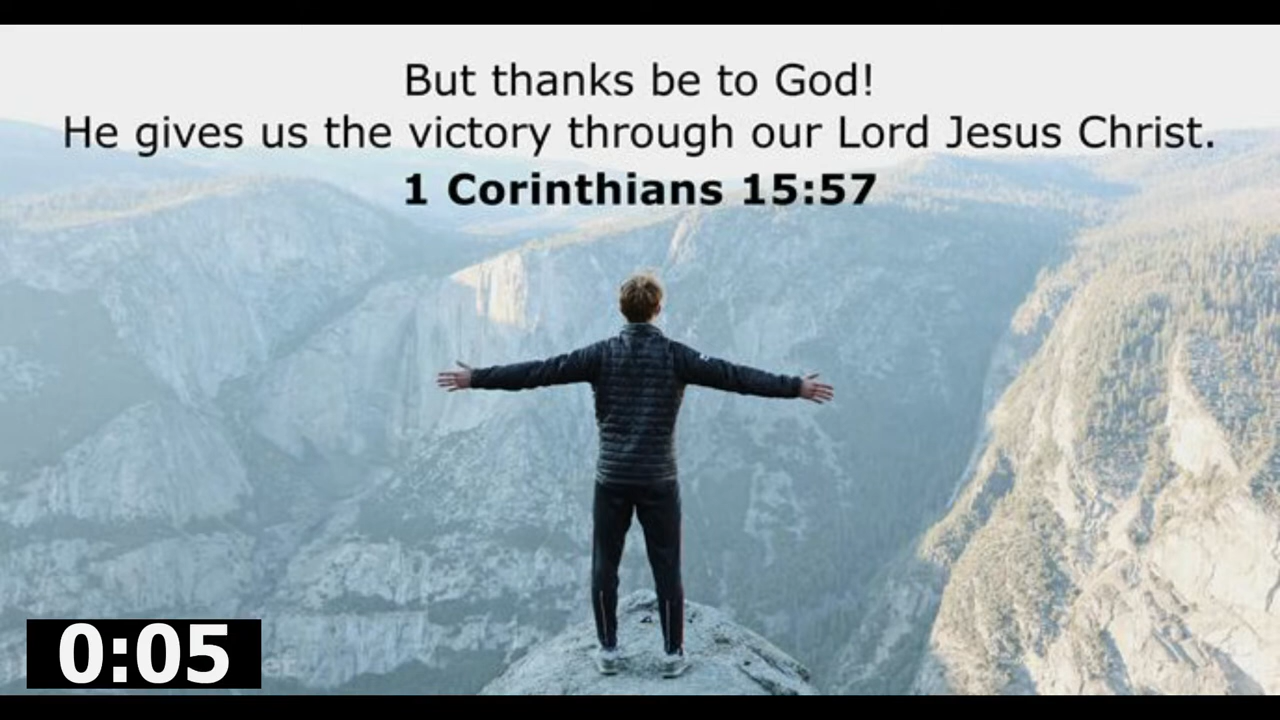 But thanks be to God!
He gives us the victory through our Lord Jesus Christ.
1 Corinthians 15:57
0:05